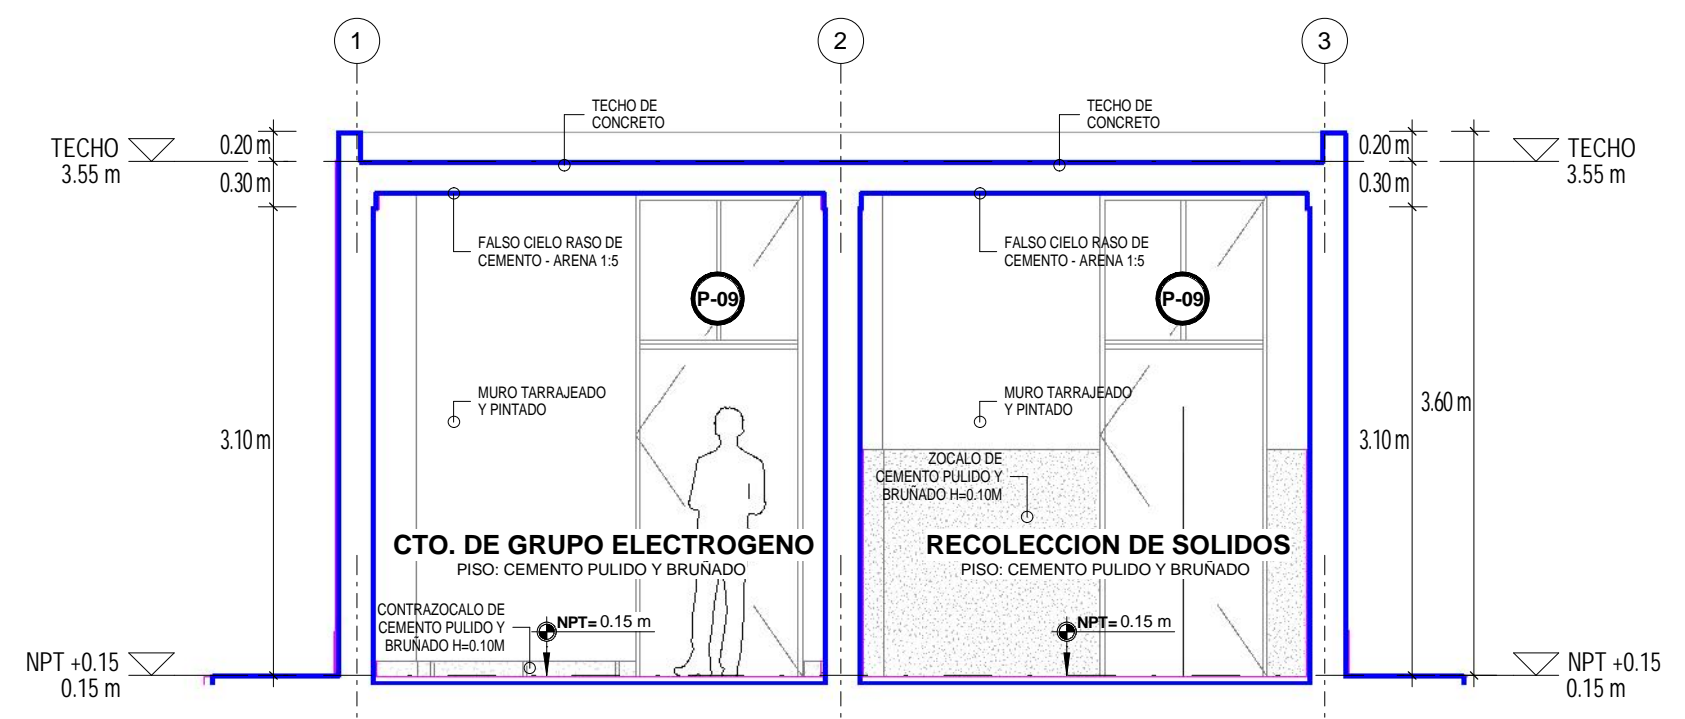 1
2
3
TECHO DE
CONCRETO
TECHO DE
CONCRETO
TECHO
3.55 m
0.20 m
0.30 m
0.20 m
0.30 m
TECHO
3.55 m
FALSO CIELO RASO DE
CEMENTO - ARENA 1:5
FALSO CIELO RASO DE
CEMENTO - ARENA 1:5
P-09
P-09
MURO TARRAJEADO
Y PINTADO
MURO TARRAJEADO
Y PINTADO
3.60 m
3.10 m
3.10 m
ZOCALO DE
CEMENTO PULIDO Y
BRUÑADO H=0.10M
CTO. DE GRUPO ELECTROGENO
PISO: CEMENTO PULIDO Y BRUÑADO
RECOLECCION DE SOLIDOS
PISO: CEMENTO PULIDO Y BRUÑADO
CONTRAZOCALO DE
CEMENTO PULIDO Y
BRUÑADO H=0.10M
NPT= 0.15 m
NPT= 0.15 m
NPT +0.15
0.15 m
NPT +0.15
0.15 m